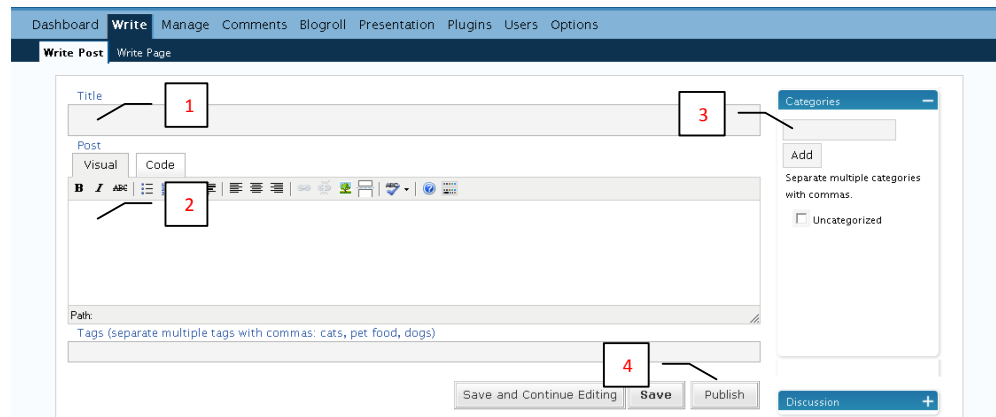 Dashboard Write Manage Comments Blogroll Presentation Plugins Users Options
Write Post Write Page
Title
1
Post
Visual Code
B I ABC
2
Path:
Tags (separate multiple tags with commas: cats, pet food, dogs)
4
Save and Continue Editing Save Publish
3
Categories
Add
Separate multiple categories
with commas.
Uncategorized
Discussion